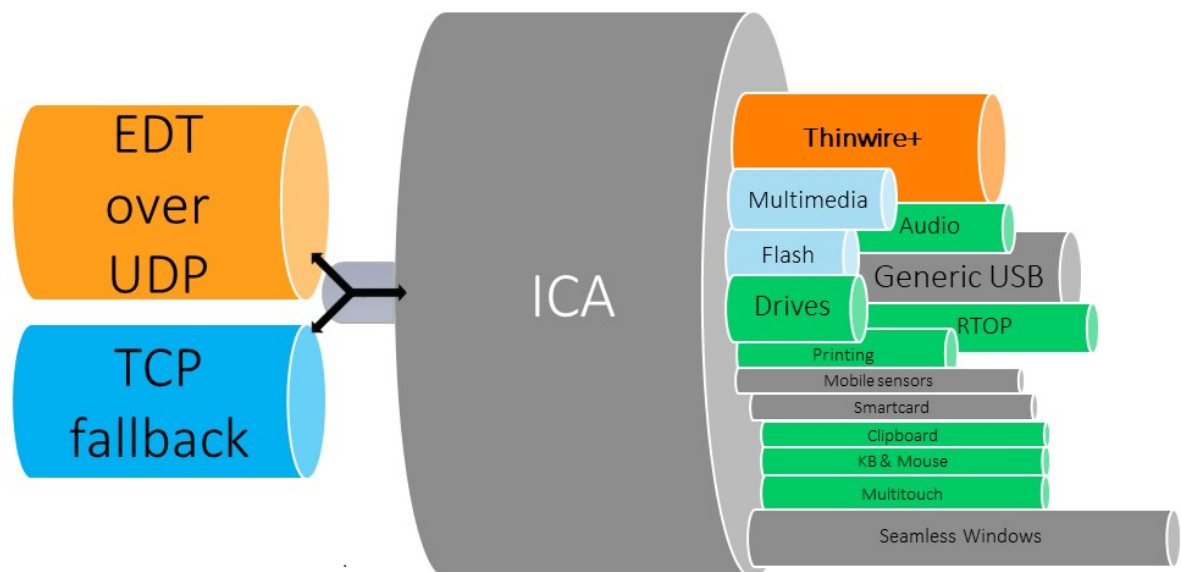 EDT
over
UDP
TCP
fallback
ICA
Thinwire+
Multimedia
Audio
Flash
Generic USB
Drives
RTOP
Printing
Mobile sensors
Smartcard
Clipboard
KB & Mouse
Multitouch
Seamless Windows